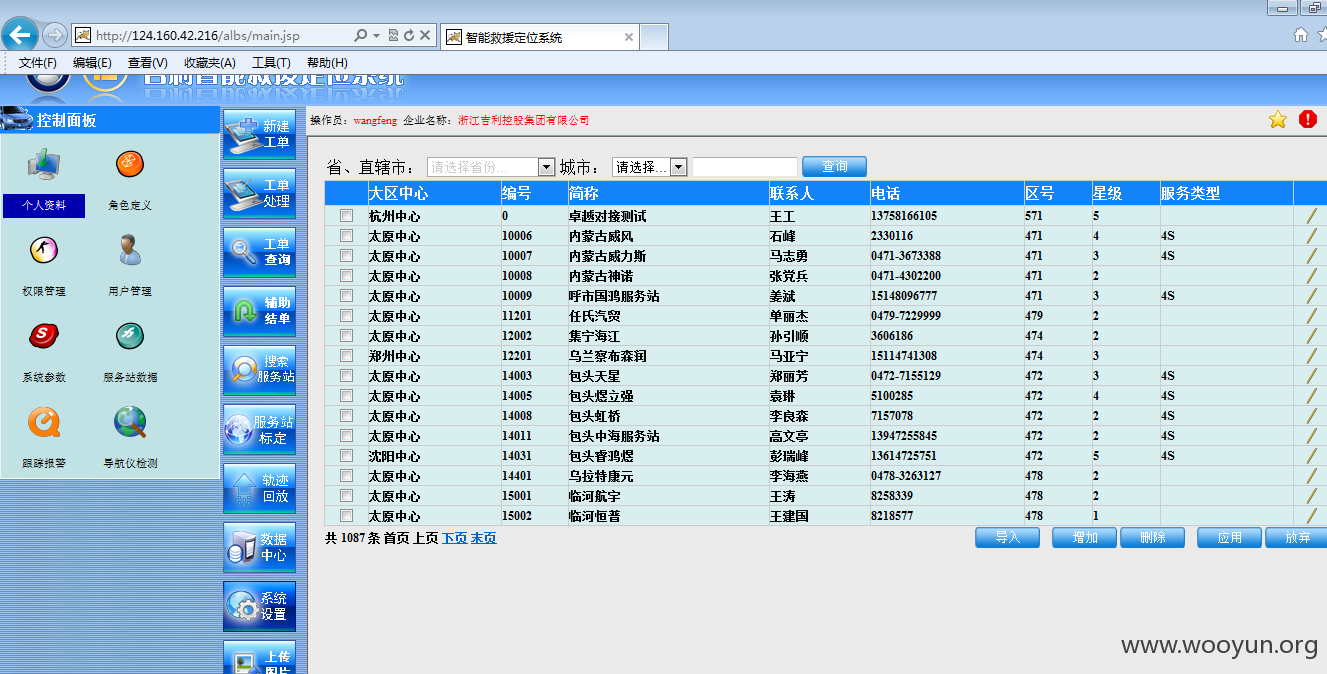 http://124.160.42.216/albs/main.jsp
智能救援定位系统
文件(F) 编辑(E) 查看(V) 收藏夹(A) 工具(T) 帮助(H)
吉利智能救援定位系统
控制面板
个人资料 角色定义
权限管理 用户管理
系统参数 服务站数据
跟踪报警 导航仪检测
新建
工单
工单
处理
工单
查询
辅助
结单
搜索
服务站
服务站
标定
轨迹
回放
数据
中心
系统
设置
上传
图片
操作员: wangfeng 企业名称: 浙江吉利控股集团有限公司
省、直辖市: 请选择省份... 城市: 请选择... 查询
大区中心 编号 简称 联系人 电话 区号 星级 服务类型
杭州中心 0 卓越对接测试 王工 13758166105 571 5
太原中心 10006 内蒙古威风 石峰 2330116 471 4 4S
太原中心 10007 内蒙古威力斯 马志勇 0471-3673388 471 3 4S
太原中心 10008 内蒙古神诺 张党兵 0471-4302200 471 2
太原中心 10009 呼市国鸿服务站 姜斌 15148096777 471 3 4S
太原中心 11201 任氏汽贸 单丽杰 0479-7229999 479 2
太原中心 12002 集宁海江 孙引顺 3606186 474 2
郑州中心 12201 乌兰察布森润 马亚宁 15114741308 474 3
太原中心 14003 包头天星 郑丽芳 0472-7155129 472 3 4S
太原中心 14005 包头煜立强 袁琳 5100285 472 4 4S
太原中心 14008 包头虹桥 李良森 7157078 472 2 4S
太原中心 14011 包头中海服务站 高文亭 13947255845 472 2 4S
沈阳中心 14031 包头睿鸿煜 彭瑞峰 13614725751 472 5 4S
太原中心 14401 乌拉特康元 李海燕 0478-3263127 478 2
太原中心 15001 临河航宇 王涛 8258339 478 2
太原中心 15002 临河恒普 王建国 8218577 478 1
共 1087 条 首页 上页 下页 末页
导入 增加 删除 应用 放弃
www.wooyun.org